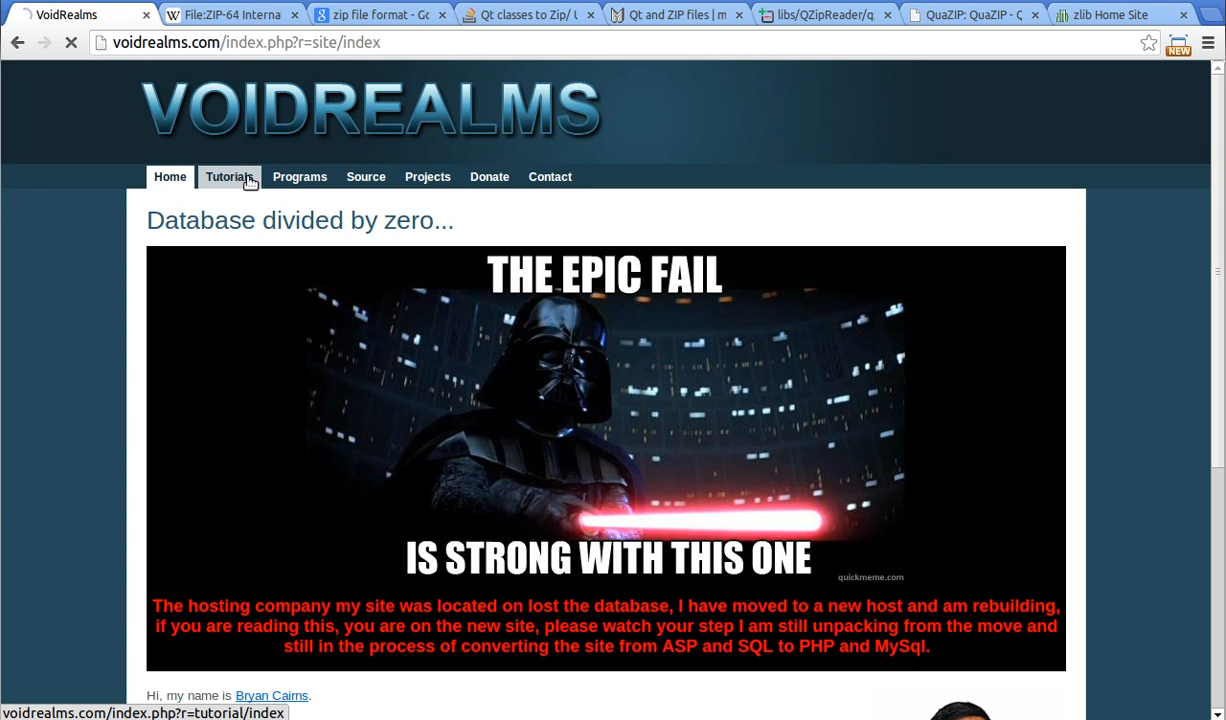 VoidRealms
File:ZIP-64 Interna
zip file format - Go
Qt classes to Zip/ U
Qt and ZIP files | m
libs/QZipReader/q
QuaZIP: QuaZIP - Q
zlib Home Site
voidrealms.com/index.php?r=site/index
NEW
VOIDREALMS
Home
Tutorials
Programs
Source
Projects
Donate
Contact
Database divided by zero...
THE EPIC FAIL
IS STRONG WITH THIS ONE
quickmeme.com
The hosting company my site was located on lost the database, I have moved to a new host and am rebuilding,
if you are reading this, you are on the new site, please watch your step I am still unpacking from the move and
still in the process of converting the site from ASP and SQL to PHP and MySql.
Hi, my name is Bryan Cairns.
voidrealms.com/index.php?r=tutorial/index